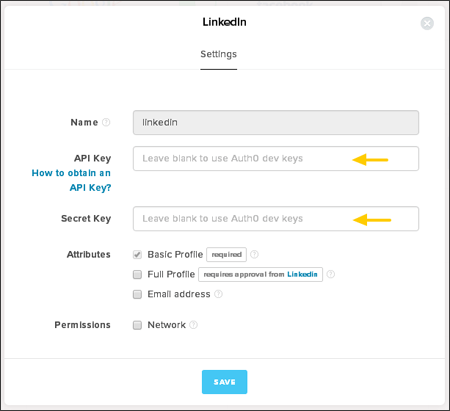 LinkedIn
Settings
Name
linkedin
API Key
Leave blank to use Auth0 dev keys
How to obtain an
API Key?
Secret Key
Leave blank to use Auth0 dev keys
Attributes
Basic Profile required
Full Profile requires approval from Linkedin
Email address
Permissions
Network
SAVE